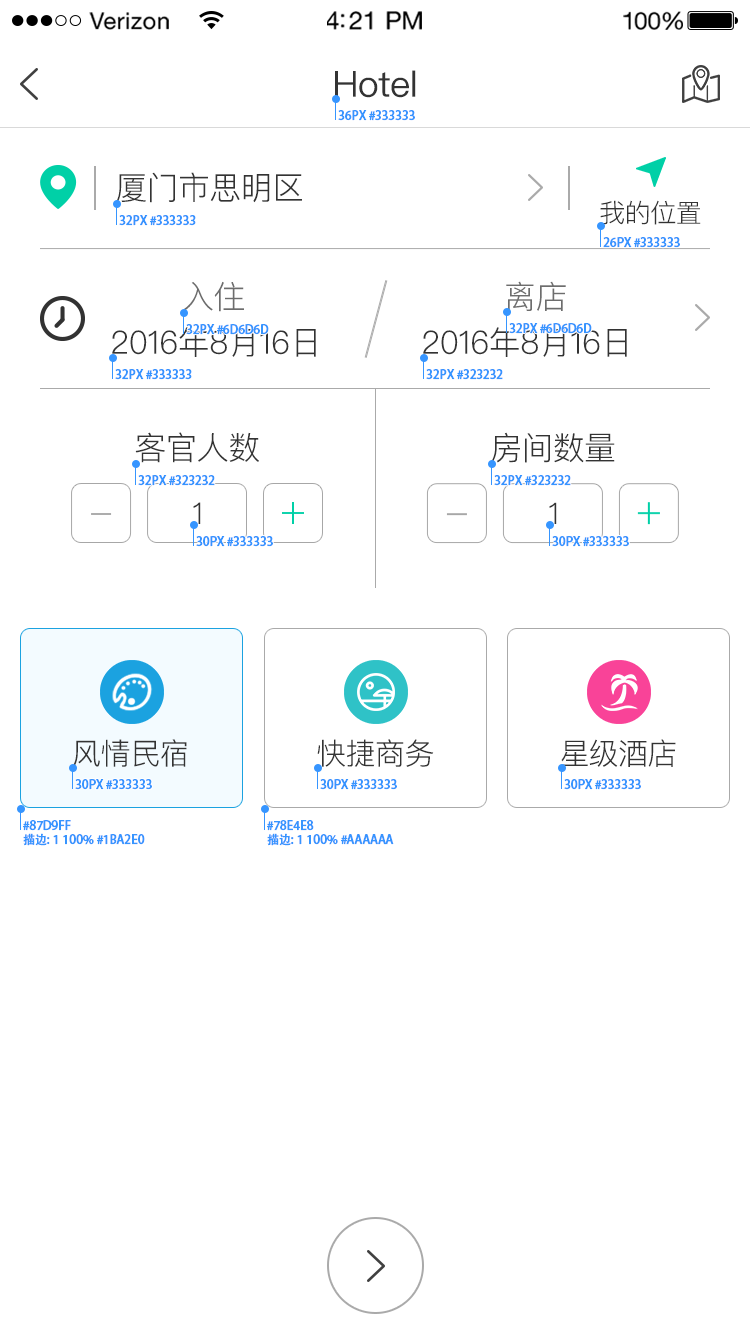 Verizon 4:21 PM 100%
Hotel
36PX #333333
厦门市思明区
32PX #333333
我的位置
26PX #333333
入住 离店
32PX #6D6D6D 32PX #6D6D6D
2016年8月16日 2016年8月16日
32PX #333333 32PX #323232
客官人数 房间数量
32PX #323232 32PX #323232
1 1
30PX #333333 30PX #333333
风情民宿 快捷商务 星级酒店
30PX #333333 30PX #333333 30PX #333333
#87D9FF #78E4E8
描边: 1 100% #1BA2E0 描边: 1 100% #AAAAAA